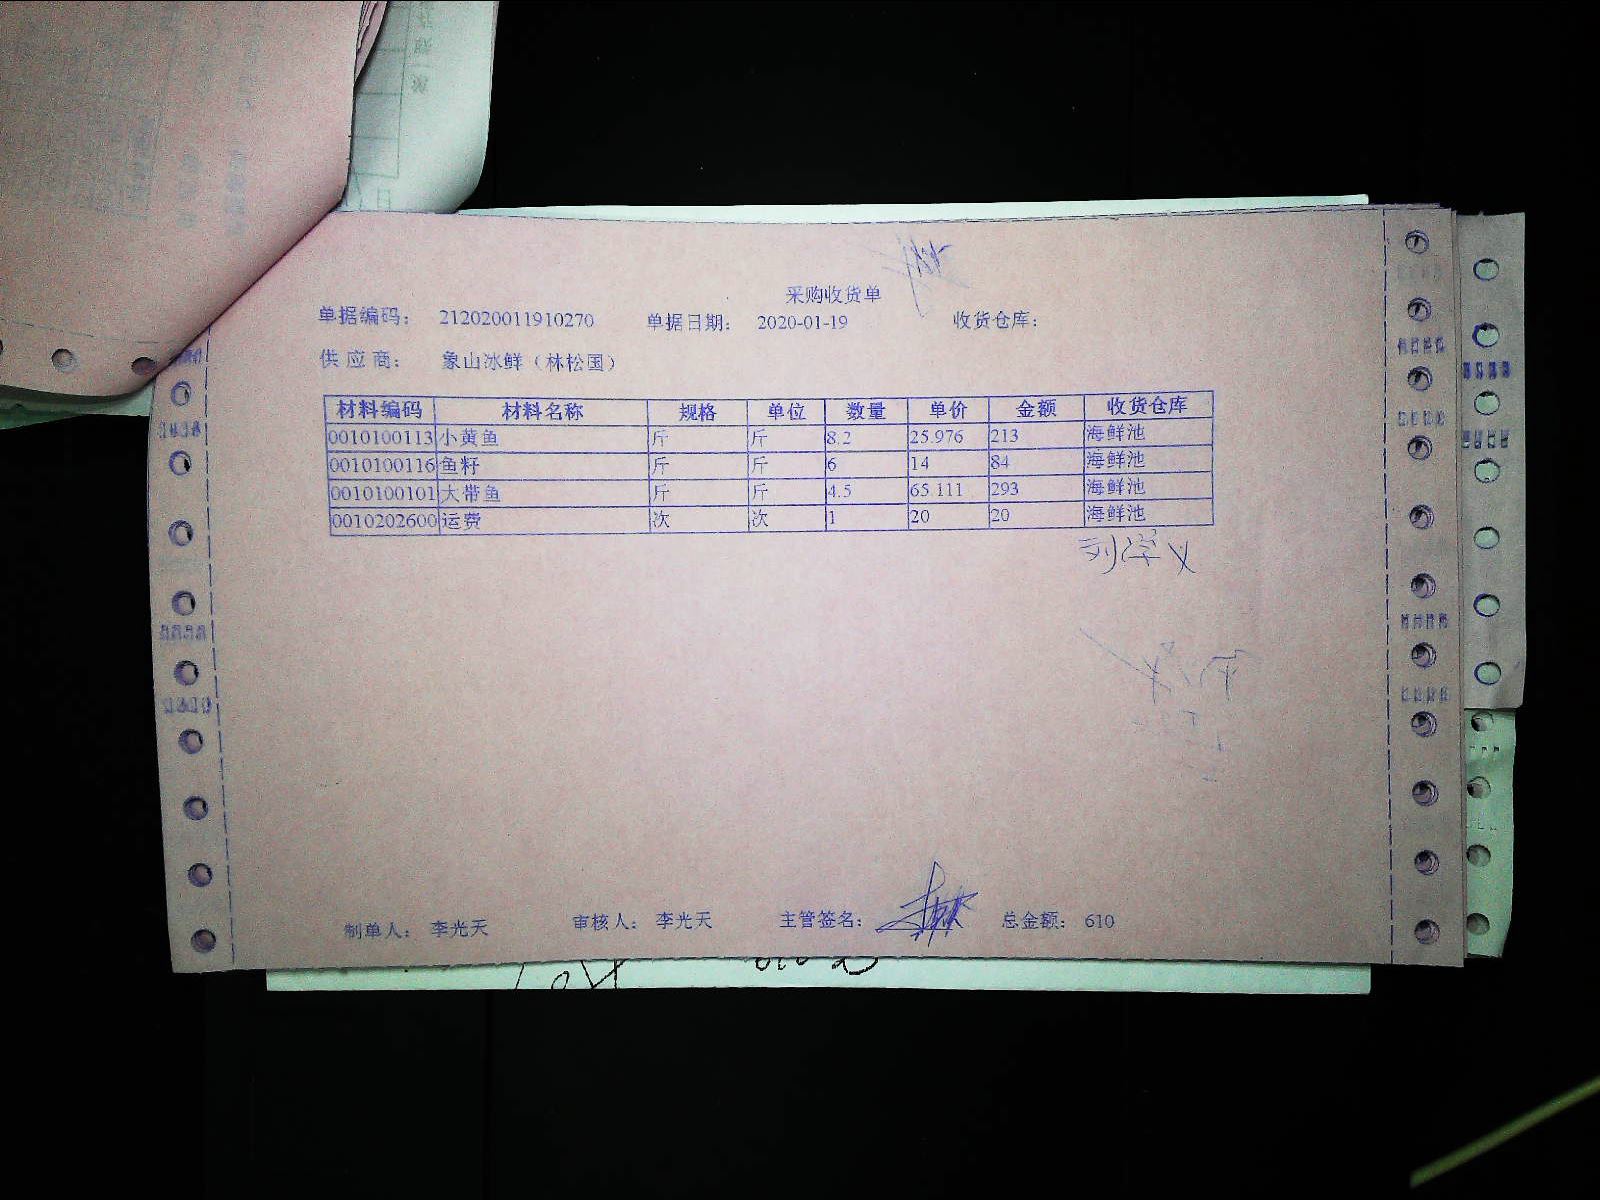 采购收货单
单据编码： 212020011910270 单据日期： 2020-01-19 收货仓库：
供 应 商： 象山冰鲜（林松国）
材料编码 材料名称 规格 单位 数量 单价 金额 收货仓库
0010100113 小黄鱼 斤 斤 8.2 25.976 213 海鲜池
0010100116 鱼籽 斤 斤 6 14 84 海鲜池
0010100101 大带鱼 斤 斤 4.5 65.111 293 海鲜池
0010202600 运费 次 次 1 20 20 海鲜池
制单人： 李光天 审核人： 李光天 主管签名： 总金额： 610